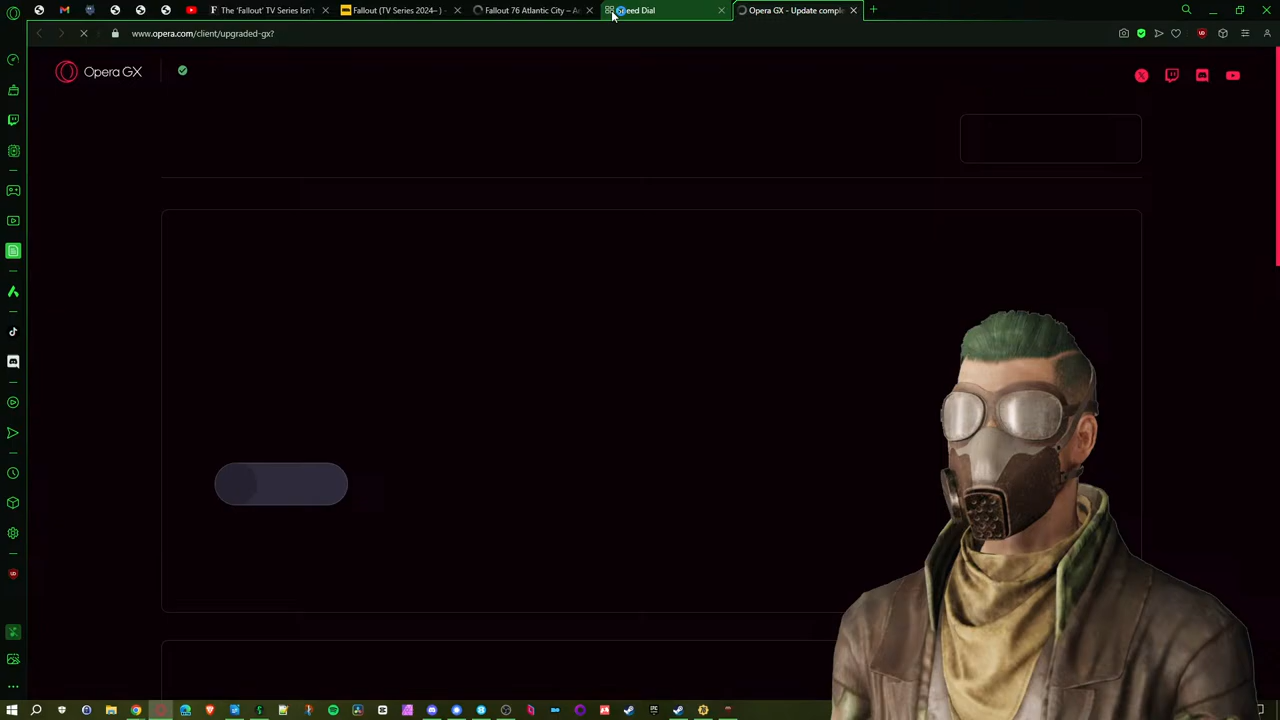 The 'Fallout' TV Series Isn't
Fallout (TV Series 2024– )
Fallout 76 Atlantic City – A
Speed Dial
Opera GX - Update comple
www.opera.com/client/upgraded-gx?
Opera GX